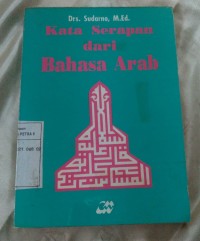 Drs. Sudarno, M.Ed.
Kata Serapan
dari
Bahasa Arab